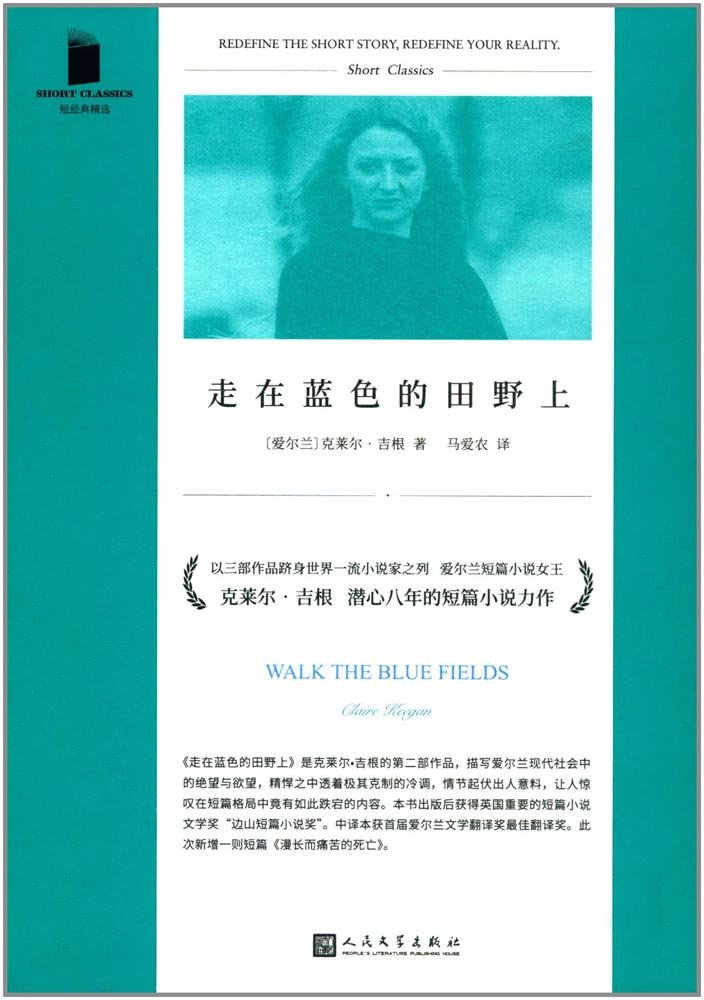 SHORT CLASSICS
短经典精选
REDEFINE THE SHORT STORY, REDEFINE YOUR REALITY.
Short Classics
走在蓝色的田野上
〔爱尔兰〕克莱尔·吉根 著 马爱农 译
以三部作品跻身世界一流小说家之列 爱尔兰短篇小说女王
克莱尔·吉根 潜心八年的短篇小说力作
WALK THE BLUE FIELDS
Claire Keegan
《走在蓝色的田野上》是克莱尔·吉根的第二部作品，描写爱尔兰现代社会中
的绝望与欲望，精悍之中透着极其克制的冷调，情节起伏出人意料，让人惊
叹在短篇格局中竟有如此跌宕的内容。本书出版后获得英国重要的短篇小说
文学奖“边山短篇小说奖”。中译本获首届爱尔兰文学翻译奖最佳翻译奖。此
次新增一则短篇《漫长而痛苦的死亡》。
人民文学出版社
PEOPLE'S LITERATURE PUBLISHING HOUSE